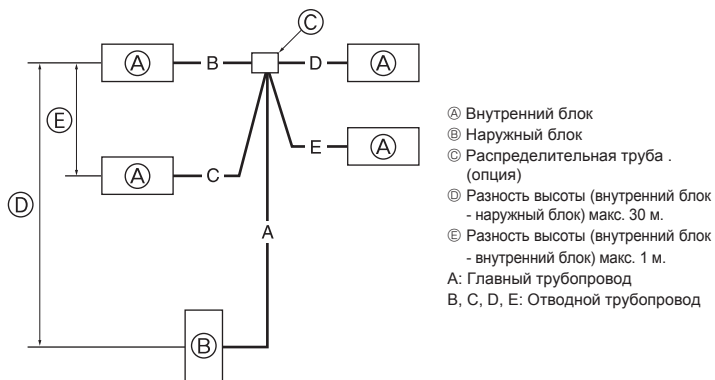 Ⓒ
Ⓐ B D Ⓐ
Ⓔ
Ⓐ C E Ⓐ
Ⓓ
A
Ⓑ
Ⓐ Внутренний блок
Ⓑ Наружный блок
Ⓒ Распределительная труба .
(опция)
Ⓓ Разность высоты (внутренний блок
- наружный блок) макс. 30 м.
Ⓔ Разность высоты (внутренний блок
- внутренний блок) макс. 1 м.
A: Главный трубопровод
B, C, D, E: Отводной трубопровод